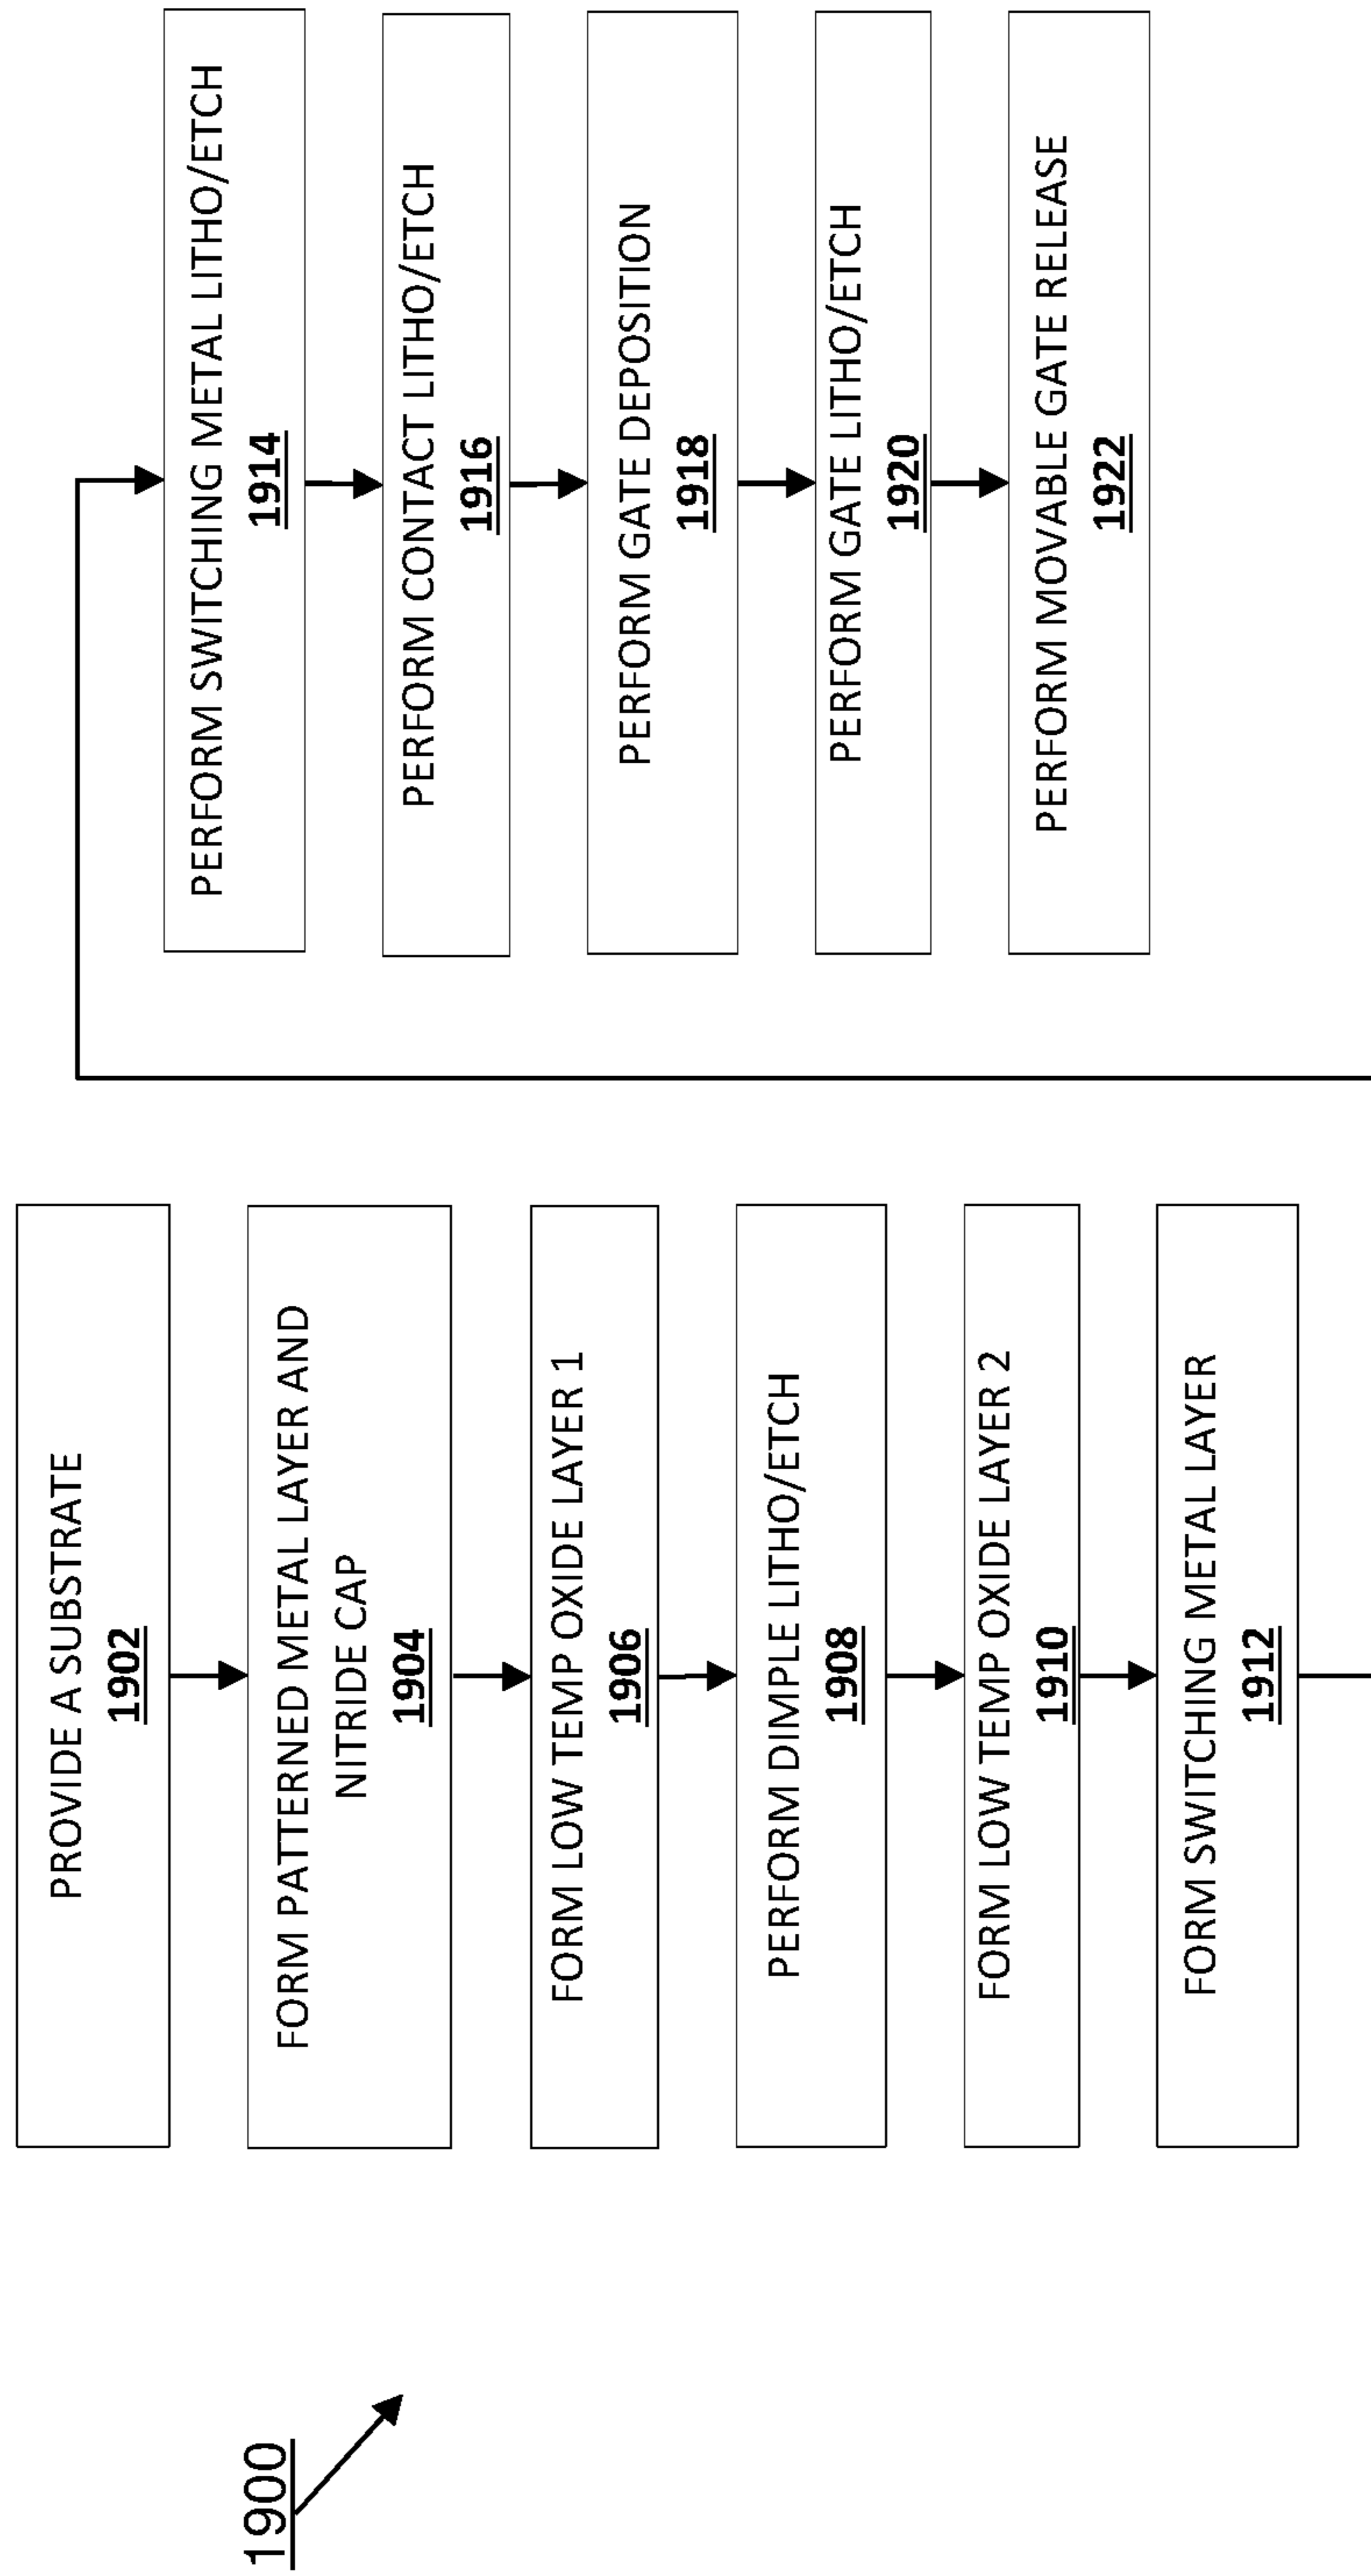 1900
PROVIDE A SUBSTRATE
1902
FORM PATTERNED METAL LAYER AND
NITRIDE CAP
1904
FORM LOW TEMP OXIDE LAYER 1
1906
PERFORM DIMPLE LITHO/ETCH
1908
FORM LOW TEMP OXIDE LAYER 2
1910
FORM SWITCHING METAL LAYER
1912
PERFORM SWITCHING METAL LITHO/ETCH
1914
PERFORM CONTACT LITHO/ETCH
1916
PERFORM GATE DEPOSITION
1918
PERFORM GATE LITHO/ETCH
1920
PERFORM MOVABLE GATE RELEASE
1922